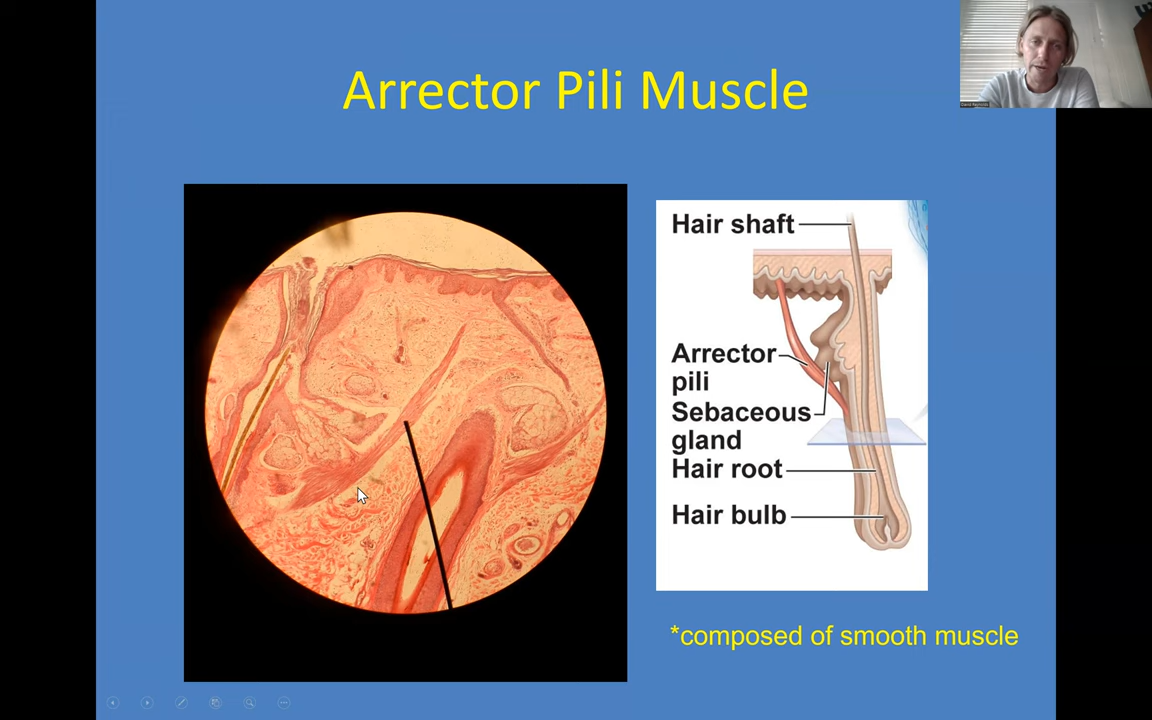 Arrector Pili Muscle
Hair shaft
Arrector
pili
Sebaceous
gland
Hair root
Hair bulb
*composed of smooth muscle